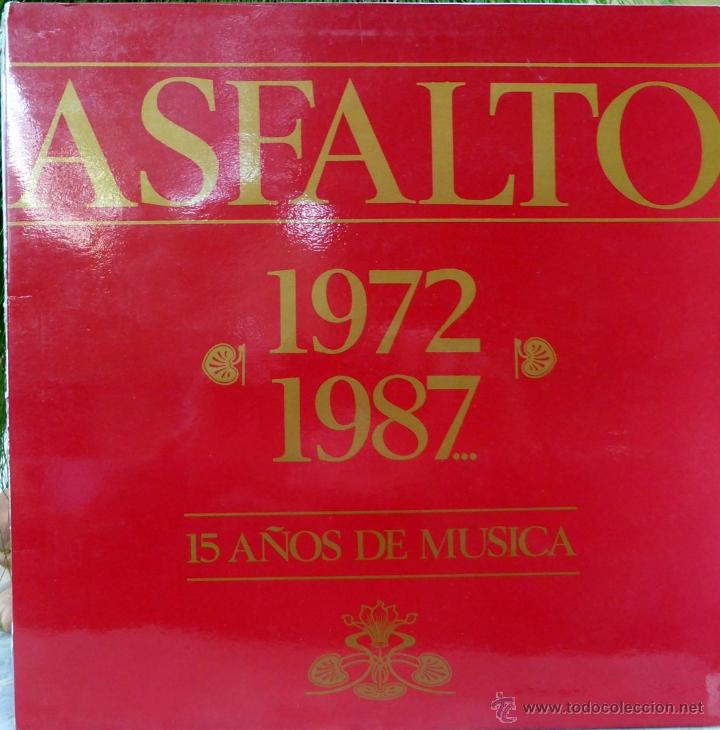 ASFALTO
1972
1987...
15 AÑOS DE MUSICA
www.todocoleccion.net